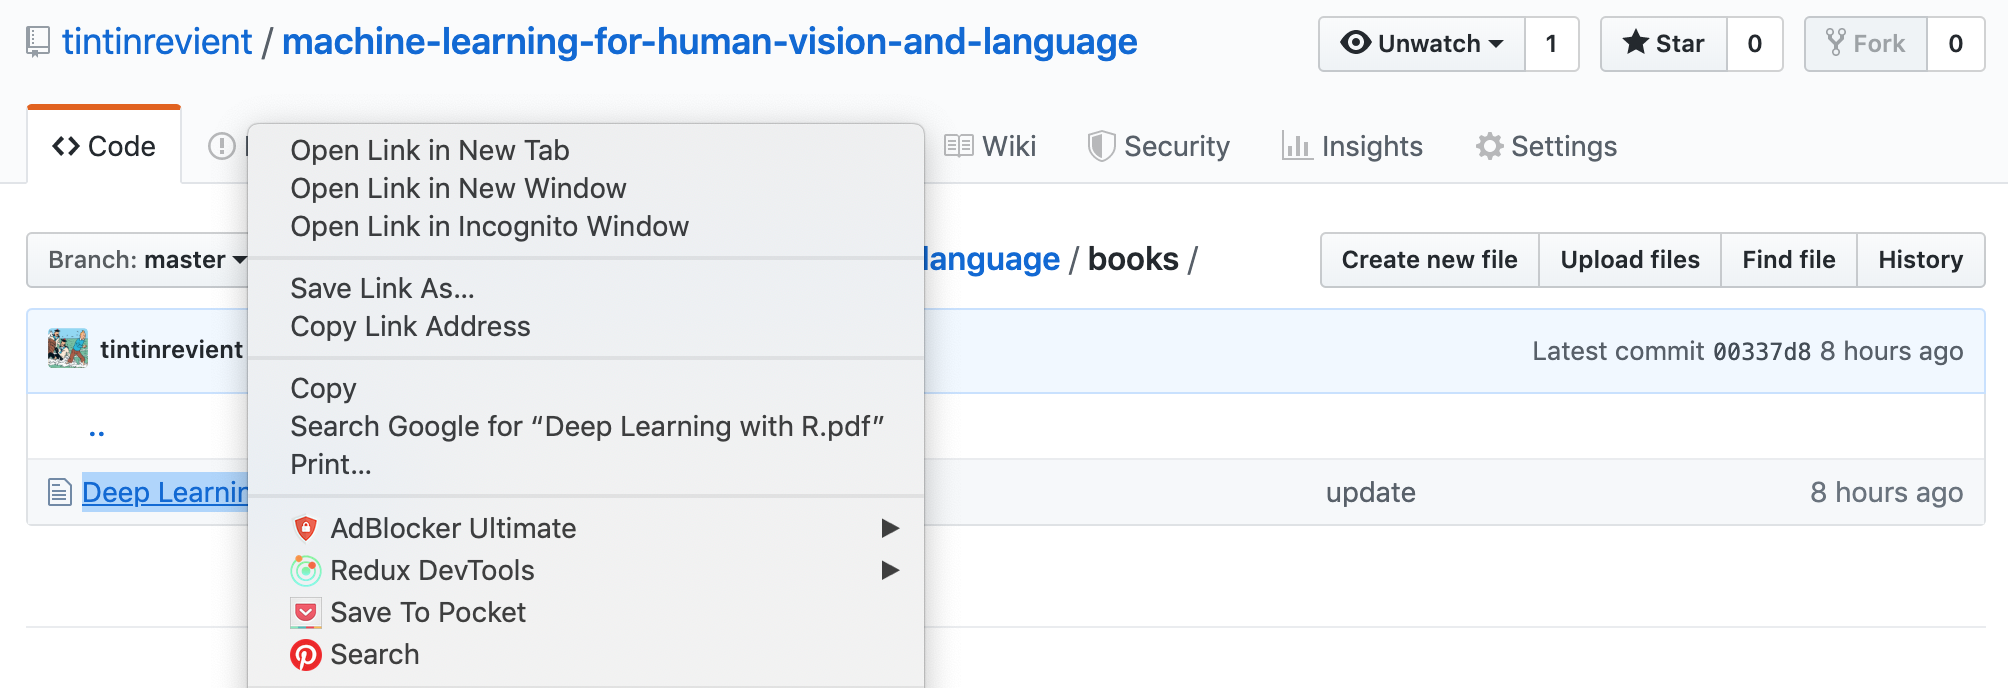 tintinrevient / machine-learning-for-human-vision-and-language
Unwatch 1 Star 0 Fork 0
Code Wiki Security Insights Settings
Branch: master language / books / Create new file Upload files Find file History
tintinrevient Latest commit 00337d8 8 hours ago
..
Deep Learnin update 8 hours ago
Open Link in New Tab
Open Link in New Window
Open Link in Incognito Window
Save Link As...
Copy Link Address
Copy
Search Google for “Deep Learning with R.pdf”
Print...
AdBlocker Ultimate
Redux DevTools
Save To Pocket
Search